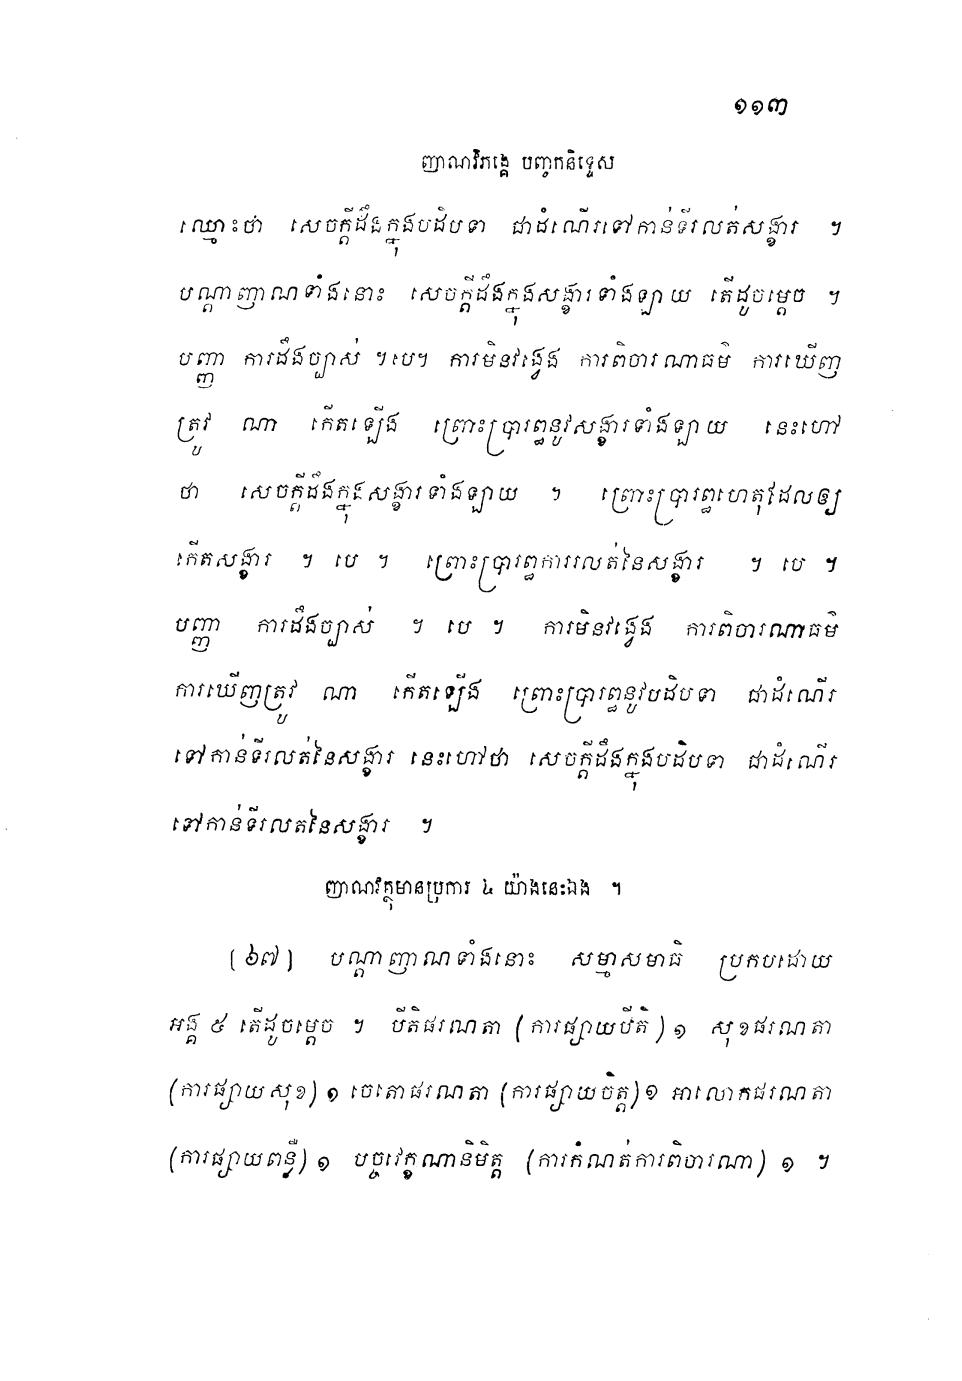 ១១៣
ញាណវិភង្គេ បញ្ចកនិទ្ទេស
ឈ្មោះថា សេចក្តីដឹងក្នុងបដិបទា ជាដំណើរទៅកាន់ទីរលត់សង្ខារ ។
បណ្តាញាណទាំងនោះ សេចក្តីដឹងក្នុងសង្ខារទាំងឡាយ តើដូចម្តេច ។
បញ្ញា ការដឹងច្បាស់ ។បេ។ ការមិនវង្វេង ការពិចារណាធម៌ ការឃើញ
ត្រូវ ណា កើតឡើង ព្រោះប្រារព្ធនូវសង្ខារទាំងឡាយ នេះហៅ
ថា សេចក្តីដឹងក្នុងសង្ខារទាំងឡាយ ។ ព្រោះប្រារព្ធហេតុដែលឲ្យ
កើតសង្ខារ ។ បេ ។ ព្រោះប្រារព្ធការរលត់នៃសង្ខារ ។ បេ ។
បញ្ញា ការដឹងច្បាស់ ។ បេ ។ ការមិនវង្វេង ការពិចារណាធម៌
ការឃើញត្រូវ ណា កើតឡើង ព្រោះប្រារព្ធនូវបដិបទា ជាដំណើរ
ទៅកាន់ទីរលត់នៃសង្ខារ នេះហៅថា សេចក្តីដឹងក្នុងបដិបទា ជាដំណើរ
ទៅកាន់ទីរលត់នៃសង្ខារ ។
ញាណវត្ថុមានប្រការ ៤ យ៉ាងនេះឯង ។
[៦៧] បណ្តាញាណទាំងនោះ សម្មាសមាធិ ប្រកបដោយ
អង្គ ៥ តើដូចម្តេច ។ បីតិផរណតា (ការផ្សាយបីតិ) ១ សុខផរណតា
(ការផ្សាយសុខ) ១ ចេតោផរណតា (ការផ្សាយចិត្ត) ១ អាលោកផរណតា
(ការផ្សាយពន្លឺ) ១ បច្ចវេក្ខណានិមិត្ត (ការកំណត់ការពិចារណា) ១ ។